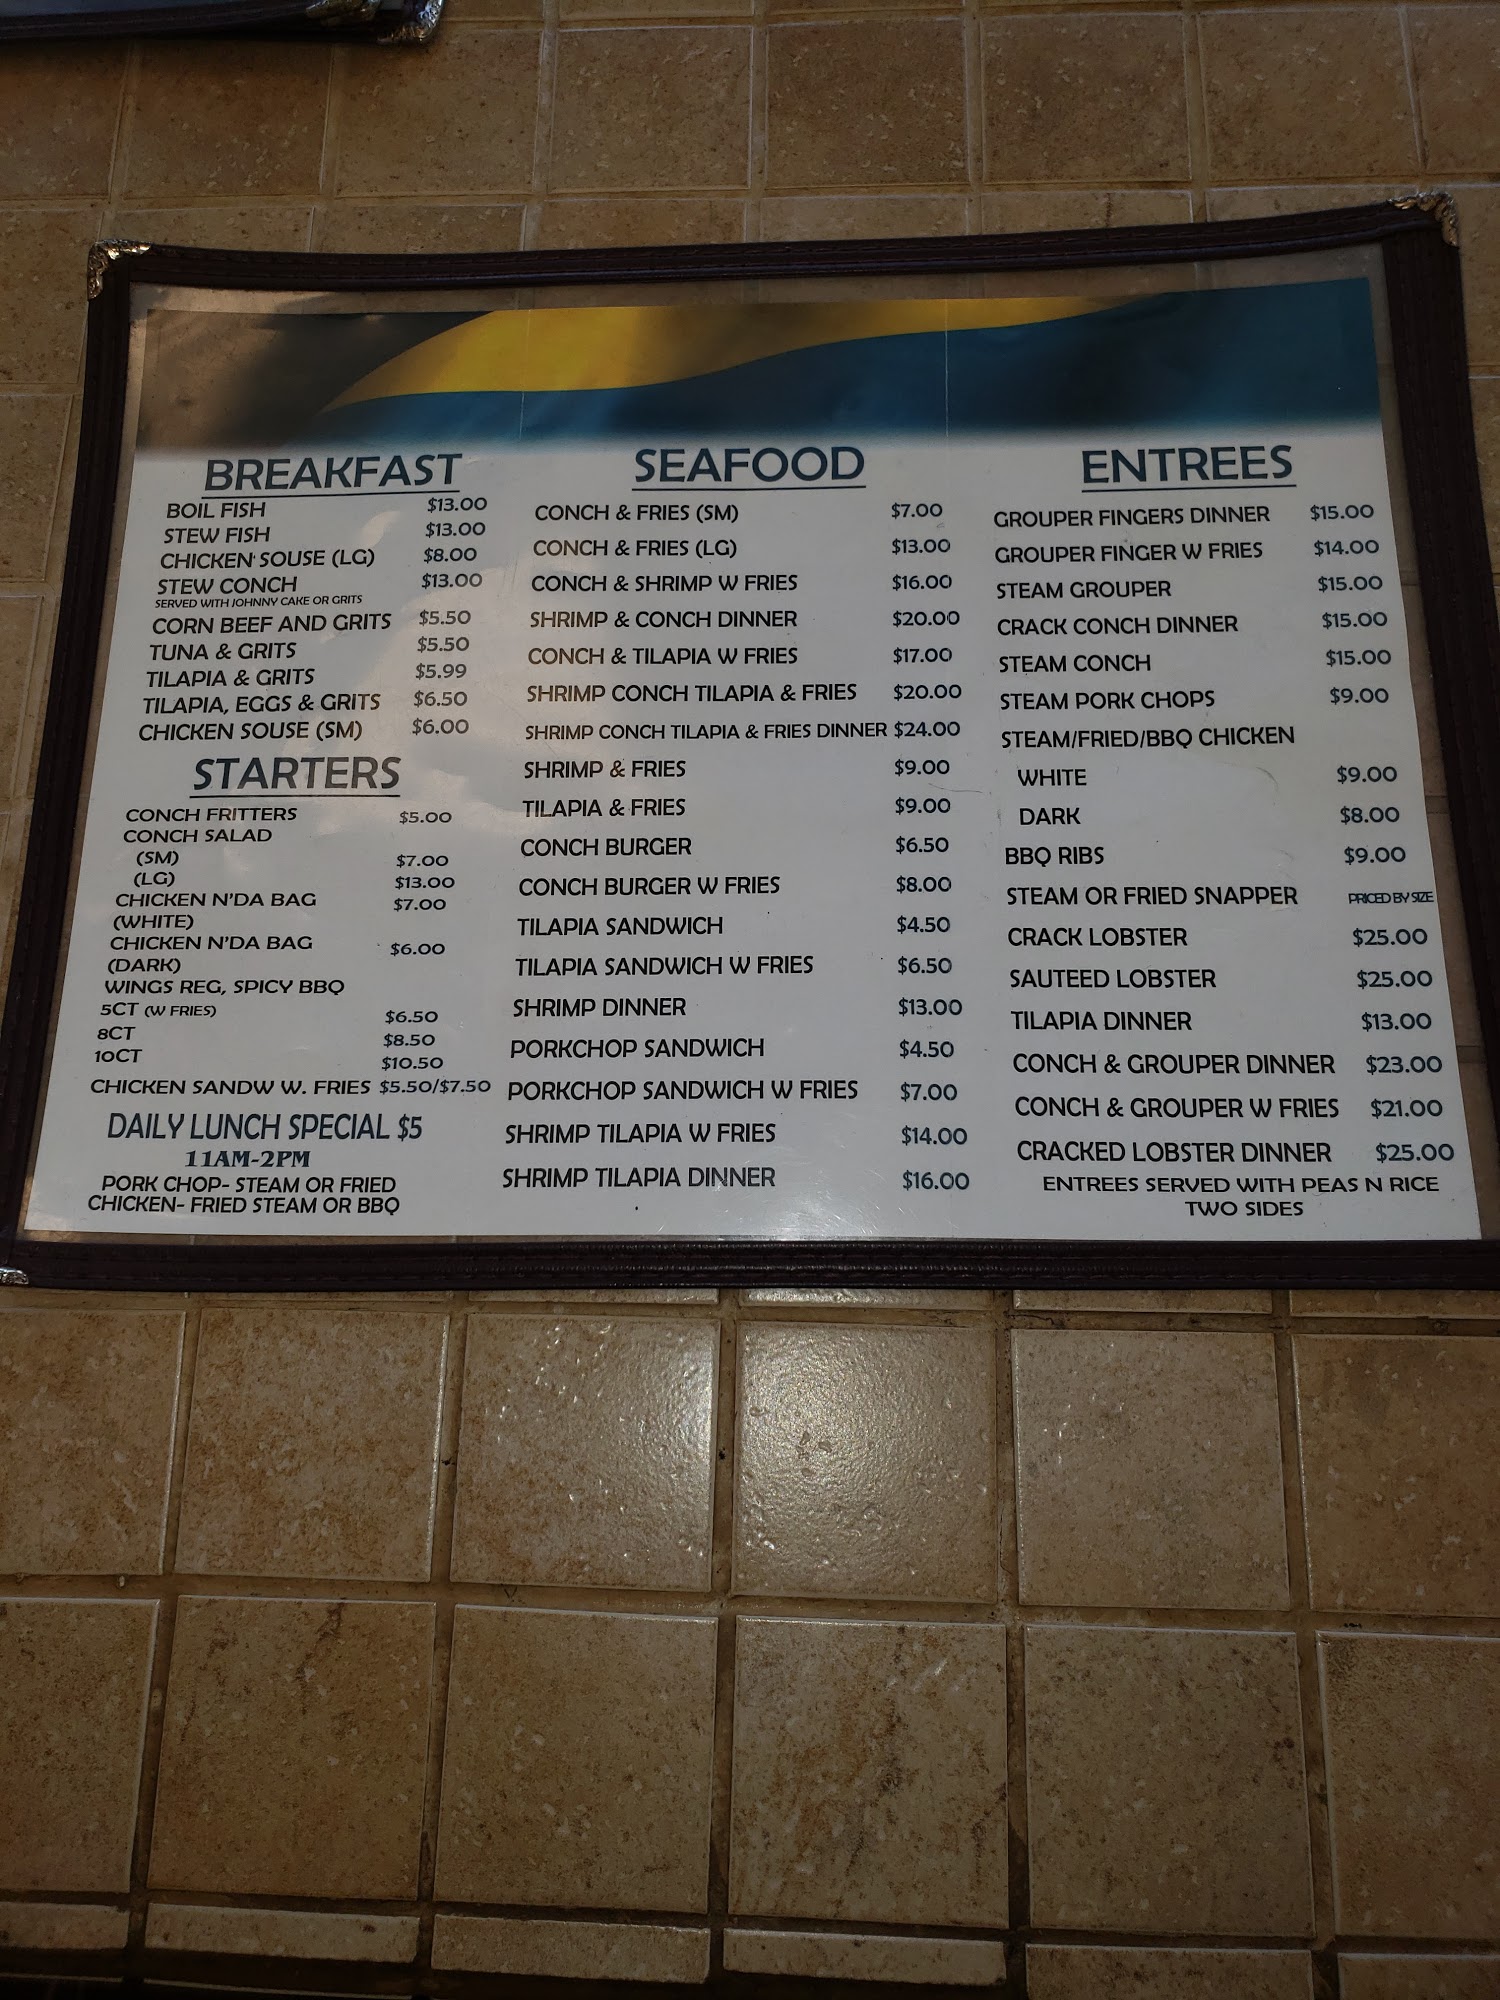 BREAKFAST
BOIL FISH $13.00
STEW FISH $13.00
CHICKEN SOUSE (LG) $8.00
STEW CONCH $13.00
SERVED WITH JOHNNY CAKE OR GRITS
CORN BEEF AND GRITS $5.50
TUNA & GRITS $5.50
TILAPIA & GRITS $5.99
TILAPIA, EGGS & GRITS $6.50
CHICKEN SOUSE (SM) $6.00
STARTERS
CONCH FRITTERS $5.00
CONCH SALAD
(SM) $7.00
(LG) $13.00
CHICKEN N'DA BAG $7.00
(WHITE)
CHICKEN N'DA BAG $6.00
(DARK)
WINGS REG, SPICY BBQ
5CT (W FRIES) $6.50
8CT $8.50
10CT $10.50
CHICKEN SANDW W. FRIES $5.50/$7.50
DAILY LUNCH SPECIAL $5
11AM-2PM
PORK CHOP- STEAM OR FRIED
CHICKEN- FRIED STEAM OR BBQ
SEAFOOD
CONCH & FRIES (SM) $7.00
CONCH & FRIES (LG) $13.00
CONCH & SHRIMP W FRIES $16.00
SHRIMP & CONCH DINNER $20.00
CONCH & TILAPIA W FRIES $17.00
SHRIMP CONCH TILAPIA & FRIES $20.00
SHRIMP CONCH TILAPIA & FRIES DINNER $24.00
SHRIMP & FRIES $9.00
TILAPIA & FRIES $9.00
CONCH BURGER $6.50
CONCH BURGER W FRIES $8.00
TILAPIA SANDWICH $4.50
TILAPIA SANDWICH W FRIES $6.50
SHRIMP DINNER $13.00
PORKCHOP SANDWICH $4.50
PORKCHOP SANDWICH W FRIES $7.00
SHRIMP TILAPIA W FRIES $14.00
SHRIMP TILAPIA DINNER $16.00
ENTREES
GROUPER FINGERS DINNER $15.00
GROUPER FINGER W FRIES $14.00
STEAM GROUPER $15.00
CRACK CONCH DINNER $15.00
STEAM CONCH $15.00
STEAM PORK CHOPS $9.00
STEAM/FRIED/BBQ CHICKEN
WHITE $9.00
DARK $8.00
BBQ RIBS $9.00
STEAM OR FRIED SNAPPER PRICED BY SIZE
CRACK LOBSTER $25.00
SAUTEED LOBSTER $25.00
TILAPIA DINNER $13.00
CONCH & GROUPER DINNER $23.00
CONCH & GROUPER W FRIES $21.00
CRACKED LOBSTER DINNER $25.00
ENTREES SERVED WITH PEAS N RICE
TWO SIDES